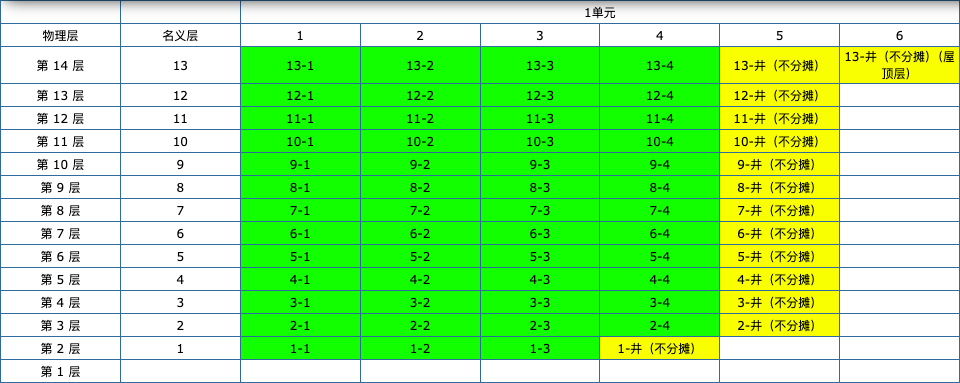 1单元
物理层 名义层 1 2 3 4 5 6
第 14 层 13 13-1 13-2 13-3 13-4 13-井（不分摊） 13-井（不分摊）（屋
顶层）
第 13 层 12 12-1 12-2 12-3 12-4 12-井（不分摊）
第 12 层 11 11-1 11-2 11-3 11-4 11-井（不分摊）
第 11 层 10 10-1 10-2 10-3 10-4 10-井（不分摊）
第 10 层 9 9-1 9-2 9-3 9-4 9-井（不分摊）
第 9 层 8 8-1 8-2 8-3 8-4 8-井（不分摊）
第 8 层 7 7-1 7-2 7-3 7-4 7-井（不分摊）
第 7 层 6 6-1 6-2 6-3 6-4 6-井（不分摊）
第 6 层 5 5-1 5-2 5-3 5-4 5-井（不分摊）
第 5 层 4 4-1 4-2 4-3 4-4 4-井（不分摊）
第 4 层 3 3-1 3-2 3-3 3-4 3-井（不分摊）
第 3 层 2 2-1 2-2 2-3 2-4 2-井（不分摊）
第 2 层 1 1-1 1-2 1-3 1-井（不分摊）
第 1 层